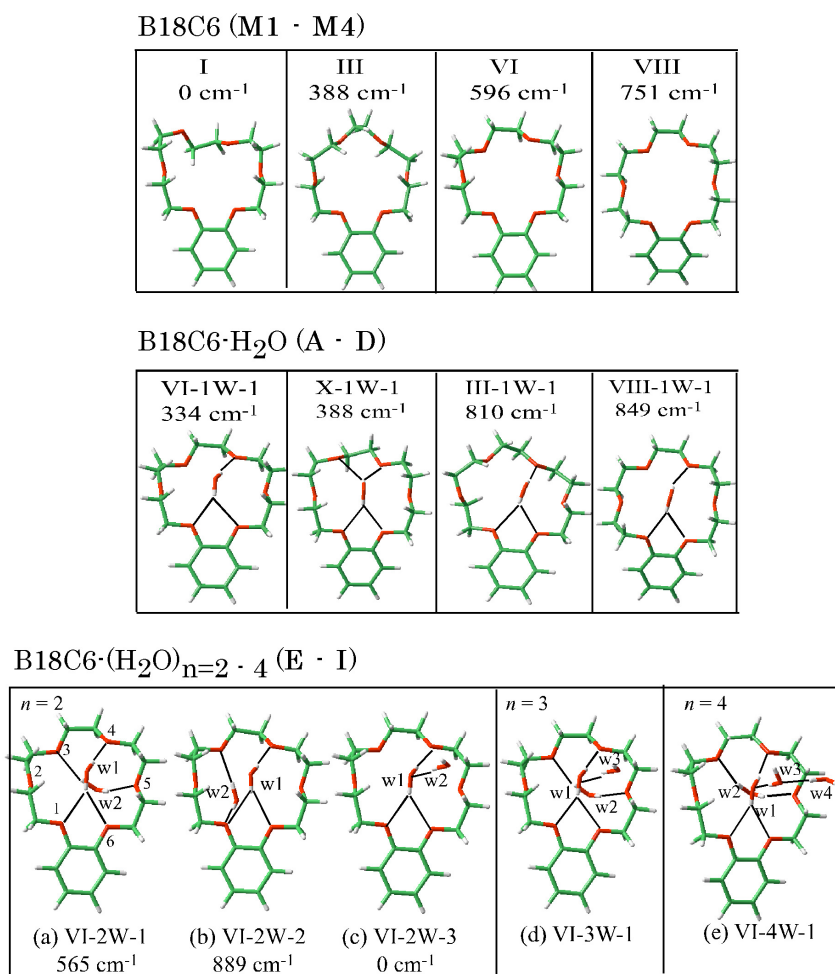 B18C6 (M1 - M4)
I III VI VIII
0 cm-1 388 cm-1 596 cm-1 751 cm-1
B18C6·H2O (A - D)
VI-1W-1 X-1W-1 III-1W-1 VIII-1W-1
334 cm-1 388 cm-1 810 cm-1 849 cm-1
B18C6·(H2O)n=2 - 4 (E - I)
n = 2 n = 3 n = 4
1 2 3 4 5 6 w1 w2
w2 w1
w1 w2
w3 w1 w2
w3 w2 w4 w1
(a) VI-2W-1 (b) VI-2W-2 (c) VI-2W-3 (d) VI-3W-1 (e) VI-4W-1
565 cm-1 889 cm-1 0 cm-1